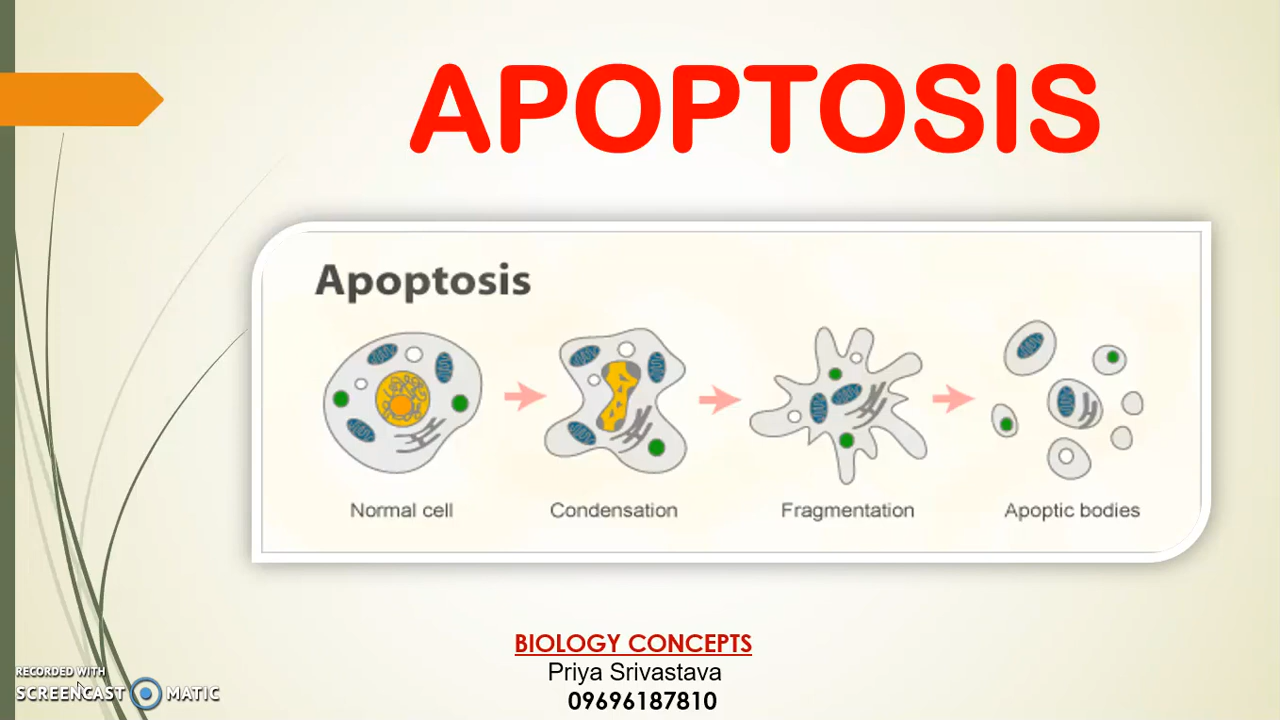 APOPTOSIS
Apoptosis
Normal cell
Condensation
Fragmentation
Apoptic bodies
BIOLOGY CONCEPTS
Priya Srivastava
09696187810
RECORDED WITH
SCREENCAST MATIC